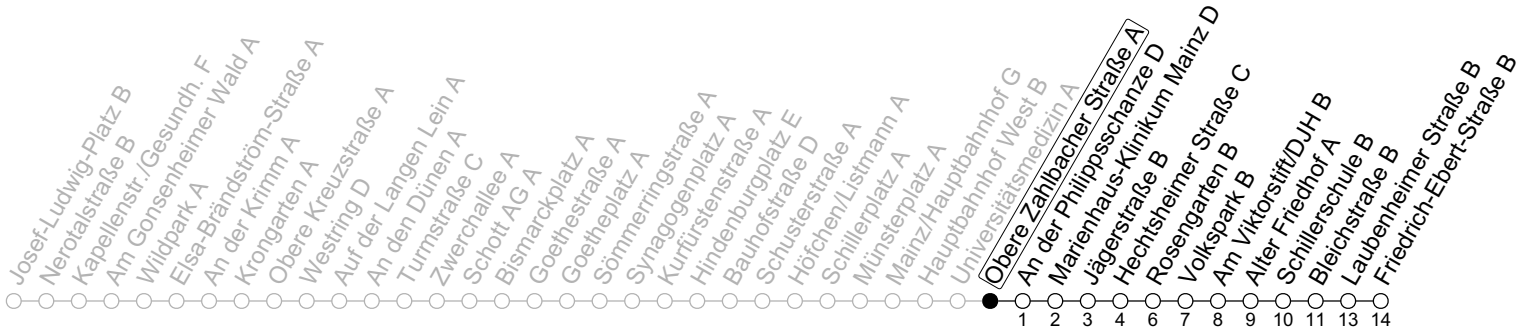 Josef-Ludwig-Platz B
Nerotalstraße B
Kapellenstr./Gesundh. F
Am Gonsenheimer Wald A
Wildpark A
Elsa-Brändström-Straße A
An der Krimm A
Krongarten A
Obere Kreuzstraße A
Westring D
Auf der Langen Lein A
An den Dünen A
Turmstraße C
Zwerchallee A
Schott AG A
Bismarckplatz A
Goethestraße A
Goetheplatz A
Sömmerringstraße A
Synagogenplatz A
Kurfürstenstraße A
Hindenburgplatz E
Bauhofstraße D
Schusterstraße A
Höfchen/Listmann A
Schillerplatz A
Münsterplatz A
Mainz/Hauptbahnhof G
Hauptbahnhof West B
Universitätsmedizin A
Obere Zahlbacher Straße A
An der Philippsschanze D
Marienhaus-Klinikum Mainz D
Jägerstraße B
Hechtsheimer Straße C
Rosengarten B
Volkspark B
Am Viktorstift/DJH B
Alter Friedhof A
Schillerschule B
Bleichstraße B
Laubenheimer Straße B
Friedrich-Ebert-Straße B
1 2 3 4 6 7 8 9 10 11 13 14